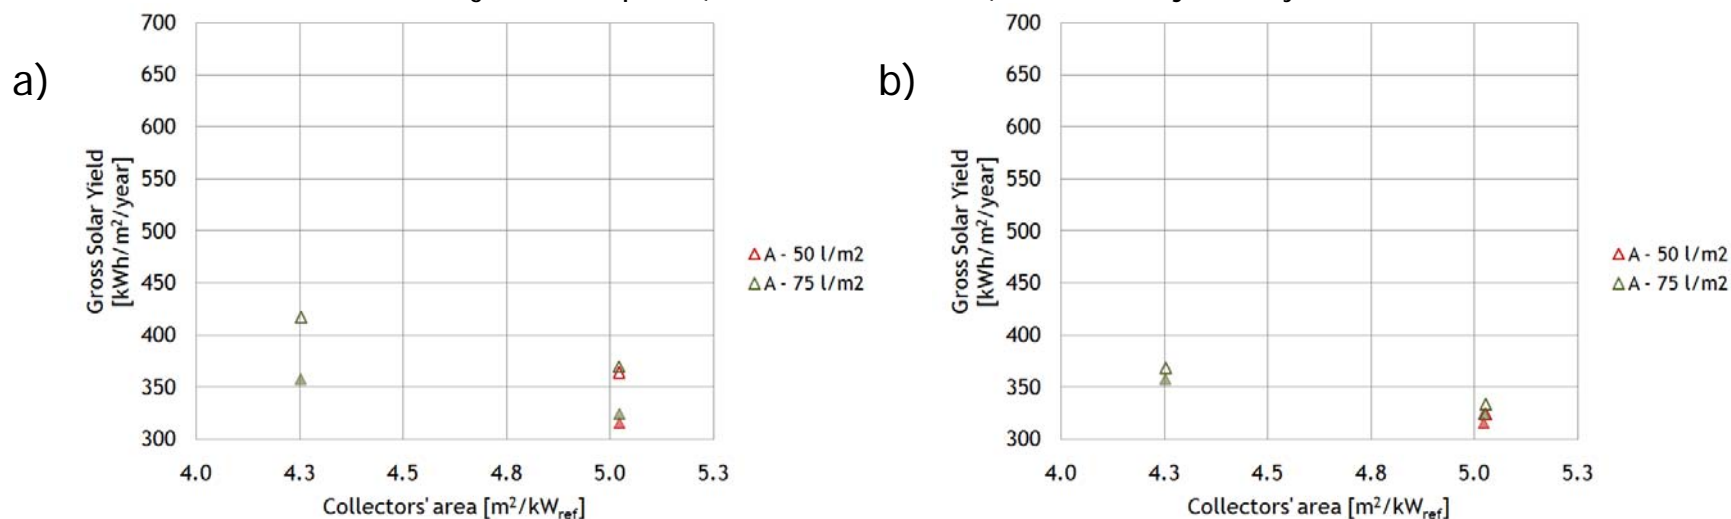 a)
700
650
600
550
500
450
400
350
300
Gross Solar Yield
[kWh/m²/year]
4.0 4.3 4.5 4.8 5.0 5.3
Collectors' area [m²/kWref]
A - 50 l/m2
A - 75 l/m2
b)
700
650
600
550
500
450
400
350
300
Gross Solar Yield
[kWh/m²/year]
4.0 4.3 4.5 4.8 5.0 5.3
Collectors' area [m²/kWref]
A - 50 l/m2
A - 75 l/m2